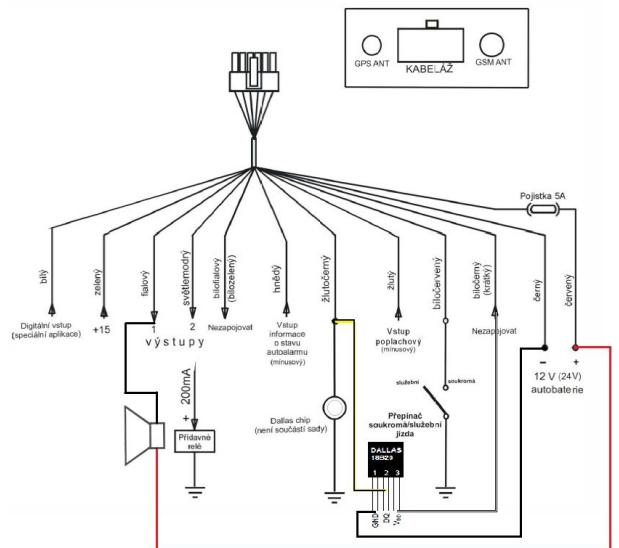 GPS ANT
KABELÁŽ
GSM ANT
Pojistka 5A
bílý
zelený
fialový
světlemodrý
bílofialový
(bílozelený)
hnědý
žlutočerný
žlutý
bíločervený
bíločerný
(krátký)
černý
červený
Digitální vstup
(speciální aplikace)
+15
1
2
výstupy
Nezapojovat
Vstup
informace
o stavu
autoalarmu
(mínusový)
Vstup
poplachový
(mínusový)
Nezapojovat
- +
12 V (24V)
autobaterie
služební
soukromá
+ 200mA
Přídavné
relé
Dallas chip
(není součástí sady)
Přepínač
soukromá/služební
jízda
DALLAS
18B20
1 2 3
GND
DQ
VDD